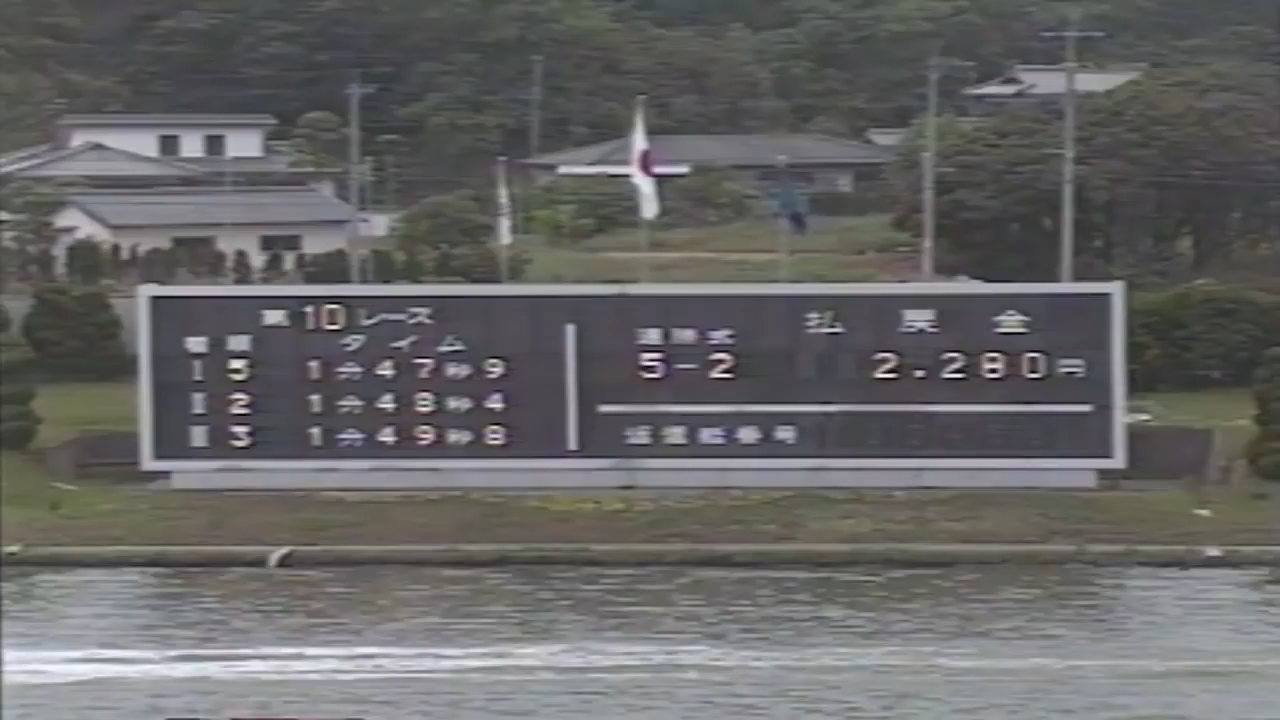 第10レース
着順 タイム
Ⅰ 5 1分47秒9
Ⅱ 2 1分48秒4
Ⅲ 3 1分49秒8
連勝式 払戻金
5-2 2.280円
返還艇番号